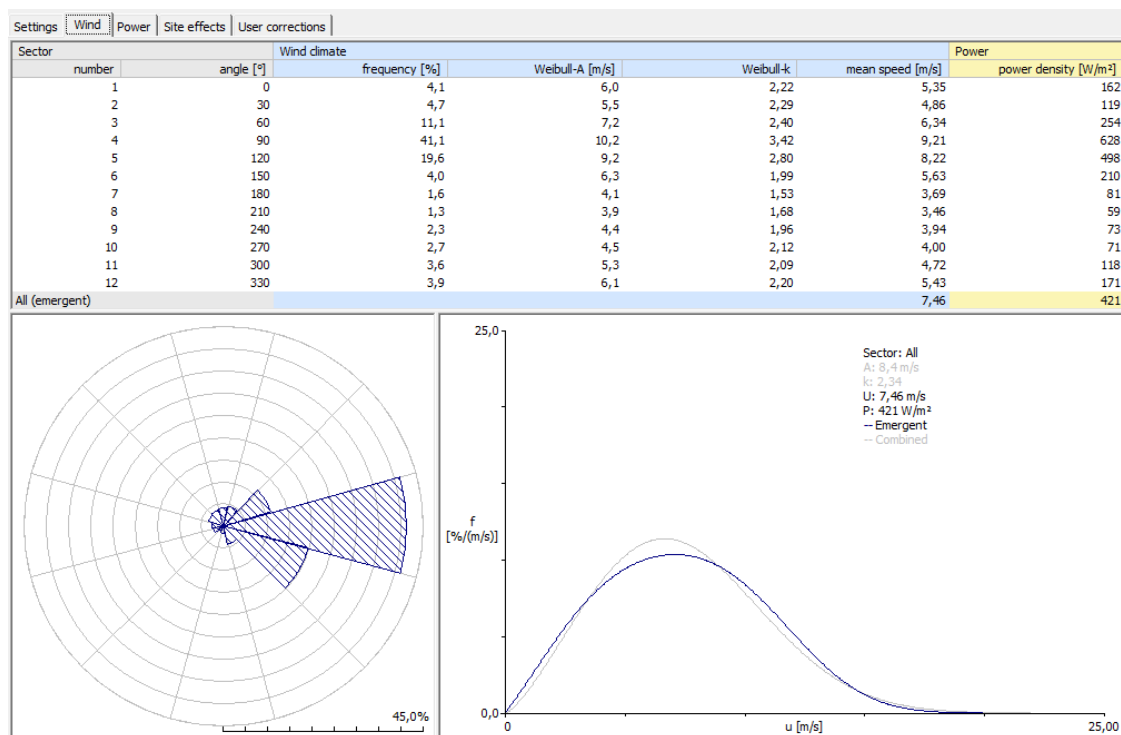 Settings Wind Power Site effects User corrections
Sector Wind climate Power
number angle [°] frequency [%] Weibull-A [m/s] Weibull-k mean speed [m/s] power density [W/m²]
1 0 4,1 6,0 2,22 5,35 162
2 30 4,7 5,5 2,29 4,86 119
3 60 11,1 7,2 2,40 6,34 254
4 90 41,1 10,2 3,42 9,21 628
5 120 19,6 9,2 2,80 8,22 498
6 150 4,0 6,3 1,99 5,63 210
7 180 1,6 4,1 1,53 3,69 81
8 210 1,3 3,9 1,68 3,46 59
9 240 2,3 4,4 1,96 3,94 73
10 270 2,7 4,5 2,12 4,00 71
11 300 3,6 5,3 2,09 4,72 118
12 330 3,9 6,1 2,20 5,43 171
All (emergent) 7,46 421
45,0%
25,0
Sector: All
A: 8,4 m/s
k: 2,34
U: 7,46 m/s
P: 421 W/m²
-- Emergent
-- Combined
f
[%/(m/s)]
0,0
0 u [m/s] 25,00